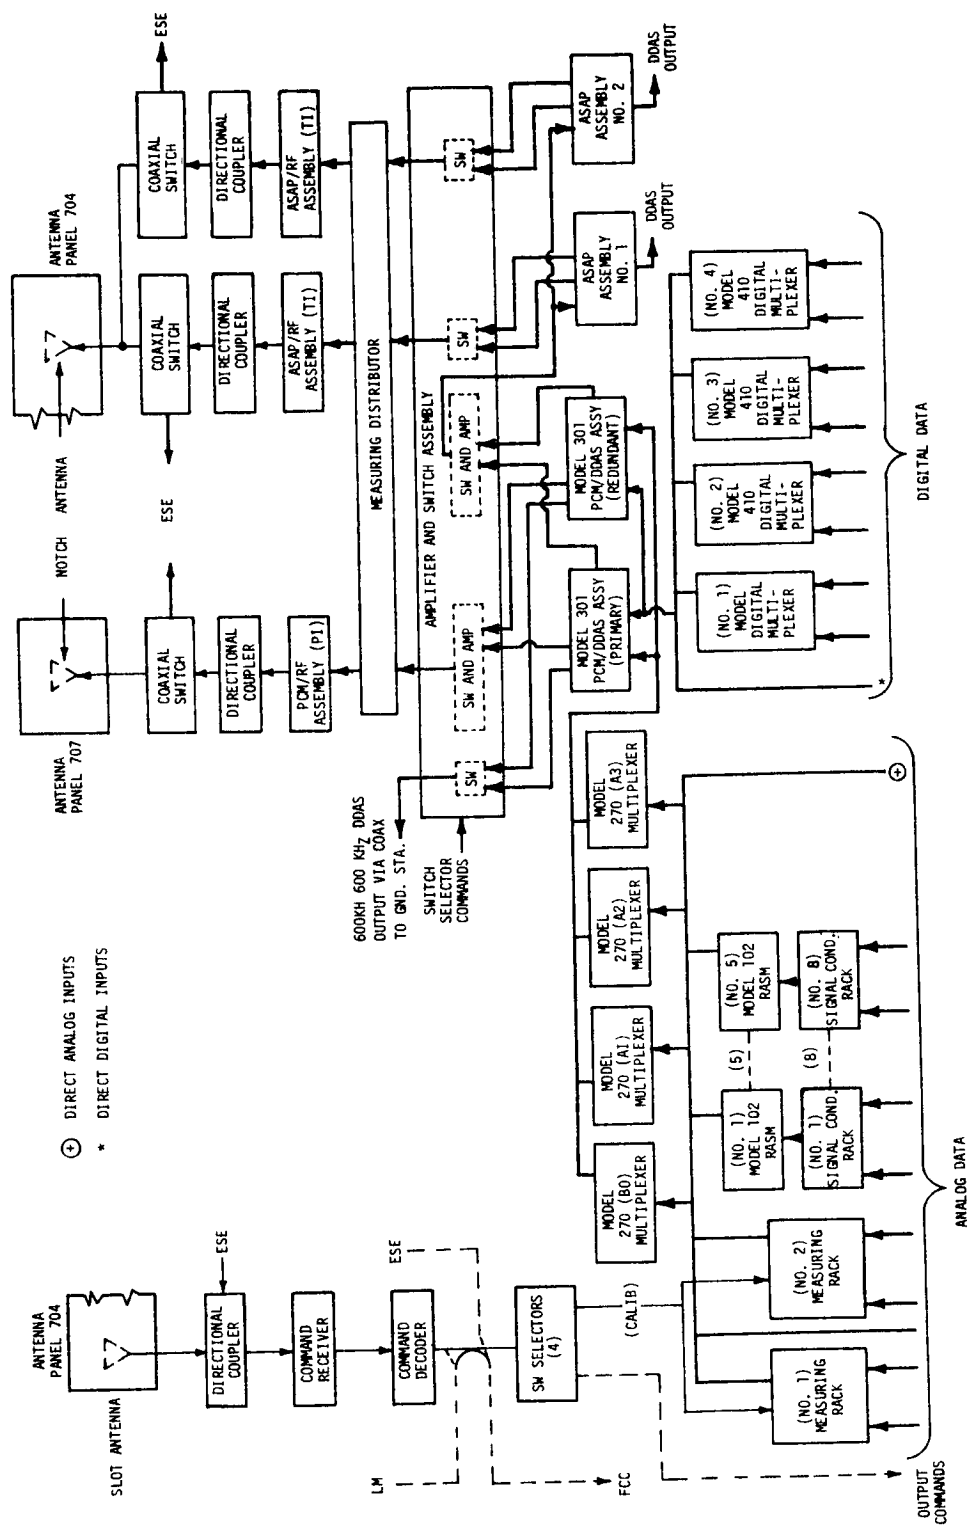 ANTENNA
PANEL 704
SLOT ANTENNA
DIRECTIONAL
COUPLER
ESE
COMMAND
RECEIVER
COMMAND
DECODER
LM
ESE
FCC
SW SELECTORS
(4)
(CALIB)
OUTPUT
COMMANDS
⊕ DIRECT ANALOG INPUTS
* DIRECT DIGITAL INPUTS
ANTENNA
PANEL 707
NOTCH ANTENNA
ANTENNA
PANEL 704
COAXIAL
SWITCH
ESE
COAXIAL
SWITCH
COAXIAL
SWITCH
ESE
DIRECTIONAL
COUPLER
DIRECTIONAL
COUPLER
DIRECTIONAL
COUPLER
PCM/RF
ASSEMBLY (P1)
ASAP/RF
ASSEMBLY (T1)
ASAP/RF
ASSEMBLY (T1)
MEASURING DISTRIBUTOR
AMPLIFIER AND SWITCH ASSEMBLY
600KH 600 KHZ DDAS
OUTPUT VIA COAX
TO GND. STA.
SWITCH
SELECTOR
COMMANDS
SW
SW AND AMP
SW AND AMP
SW
SW
MODEL 301
PCM/DDAS ASSY
(PRIMARY)
MODEL 301
PCM/DDAS ASSY
(REDUNDANT)
ASAP
ASSEMBLY
NO. 1
ASAP
ASSEMBLY
NO. 2
DDAS
OUTPUT
DDAS
OUTPUT
MODEL
270 (B0)
MULTIPLEXER
MODEL
270 (A1)
MULTIPLEXER
MODEL
270 (A2)
MULTIPLEXER
MODEL
270 (A3)
MULTIPLEXER
(NO. 1)
MEASURING
RACK
(NO. 2)
MEASURING
RACK
(NO. 1)
MODEL 102
RASM
(5)
(NO. 5)
MODEL 102
RASM
(NO. 1)
SIGNAL COND.
RACK
(8)
(NO. 8)
SIGNAL COND.
RACK
⊕
ANALOG DATA
*
(NO. 1)
MODEL
DIGITAL
MULTI-
PLEXER
(NO. 2)
MODEL
410
DIGITAL
MULTI-
PLEXER
(NO. 3)
MODEL
410
DIGITAL
MULTI-
PLEXER
(NO. 4)
MODEL
410
DIGITAL
MULTI-
PLEXER
DIGITAL DATA